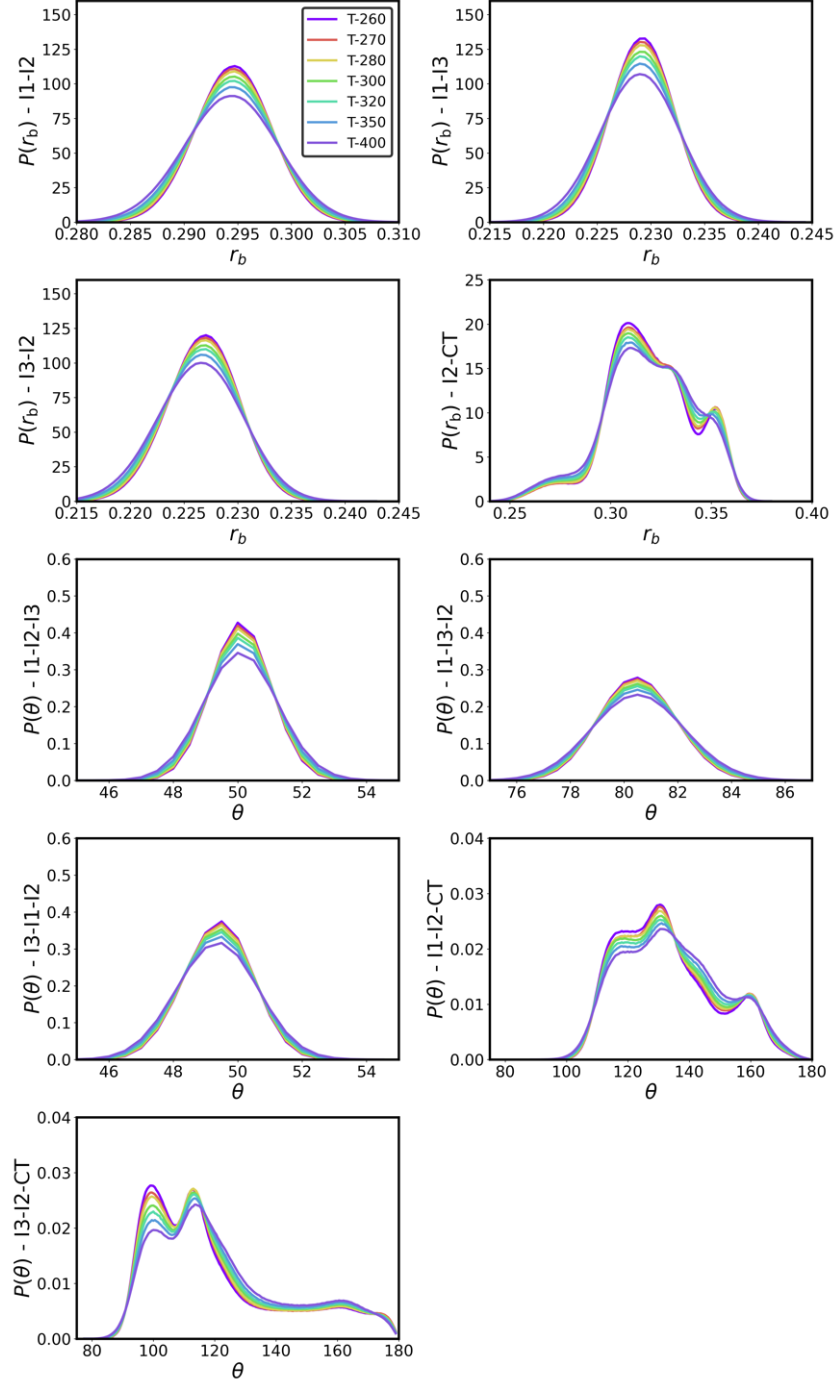 P(r_b) - I1-I2
150
125
100
75
50
25
0
T-260
T-270
T-280
T-300
T-320
T-350
T-400
0.280 0.285 0.290 0.295 0.300 0.305 0.310
r_b
P(r_b) - I1-I3
150
125
100
75
50
25
0
0.215 0.220 0.225 0.230 0.235 0.240 0.245
r_b
P(r_b) - I3-I2
150
125
100
75
50
25
0
0.215 0.220 0.225 0.230 0.235 0.240 0.245
r_b
P(r_b) - I2-CT
25
20
15
10
5
0
0.25 0.30 0.35 0.40
r_b
P(θ) - I1-I2-I3
0.6
0.5
0.4
0.3
0.2
0.1
0.0
46 48 50 52 54
θ
P(θ) - I1-I3-I2
0.6
0.5
0.4
0.3
0.2
0.1
0.0
76 78 80 82 84 86
θ
P(θ) - I3-I1-I2
0.6
0.5
0.4
0.3
0.2
0.1
0.0
46 48 50 52 54
θ
P(θ) - I1-I2-CT
0.04
0.03
0.02
0.01
0.00
80 100 120 140 160 180
θ
P(θ) - I3-I2-CT
0.04
0.03
0.02
0.01
0.00
80 100 120 140 160 180
θ